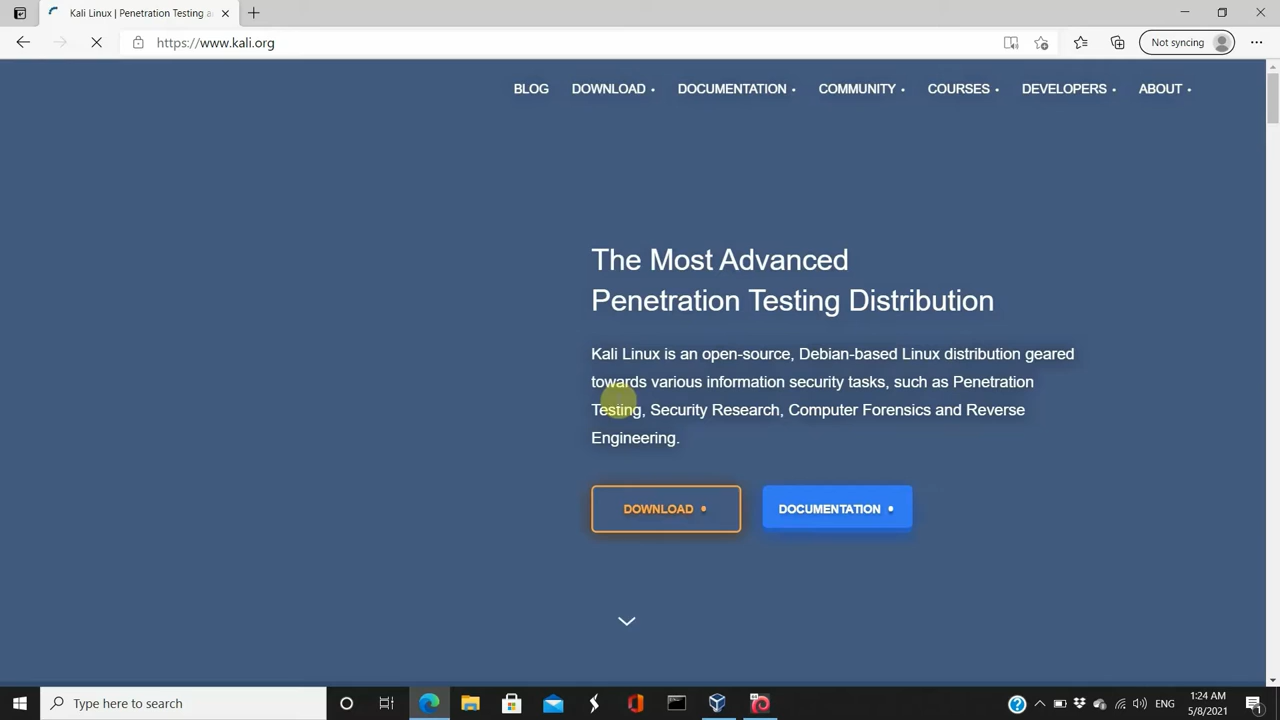 Kali Linux | Penetration Testing a
https://www.kali.org
Not syncing
BLOG DOWNLOAD • DOCUMENTATION • COMMUNITY • COURSES • DEVELOPERS • ABOUT •
The Most Advanced
Penetration Testing Distribution
Kali Linux is an open-source, Debian-based Linux distribution geared
towards various information security tasks, such as Penetration
Testing, Security Research, Computer Forensics and Reverse
Engineering.
DOWNLOAD • DOCUMENTATION •
Type here to search
ENG
1:24 AM
5/8/2021